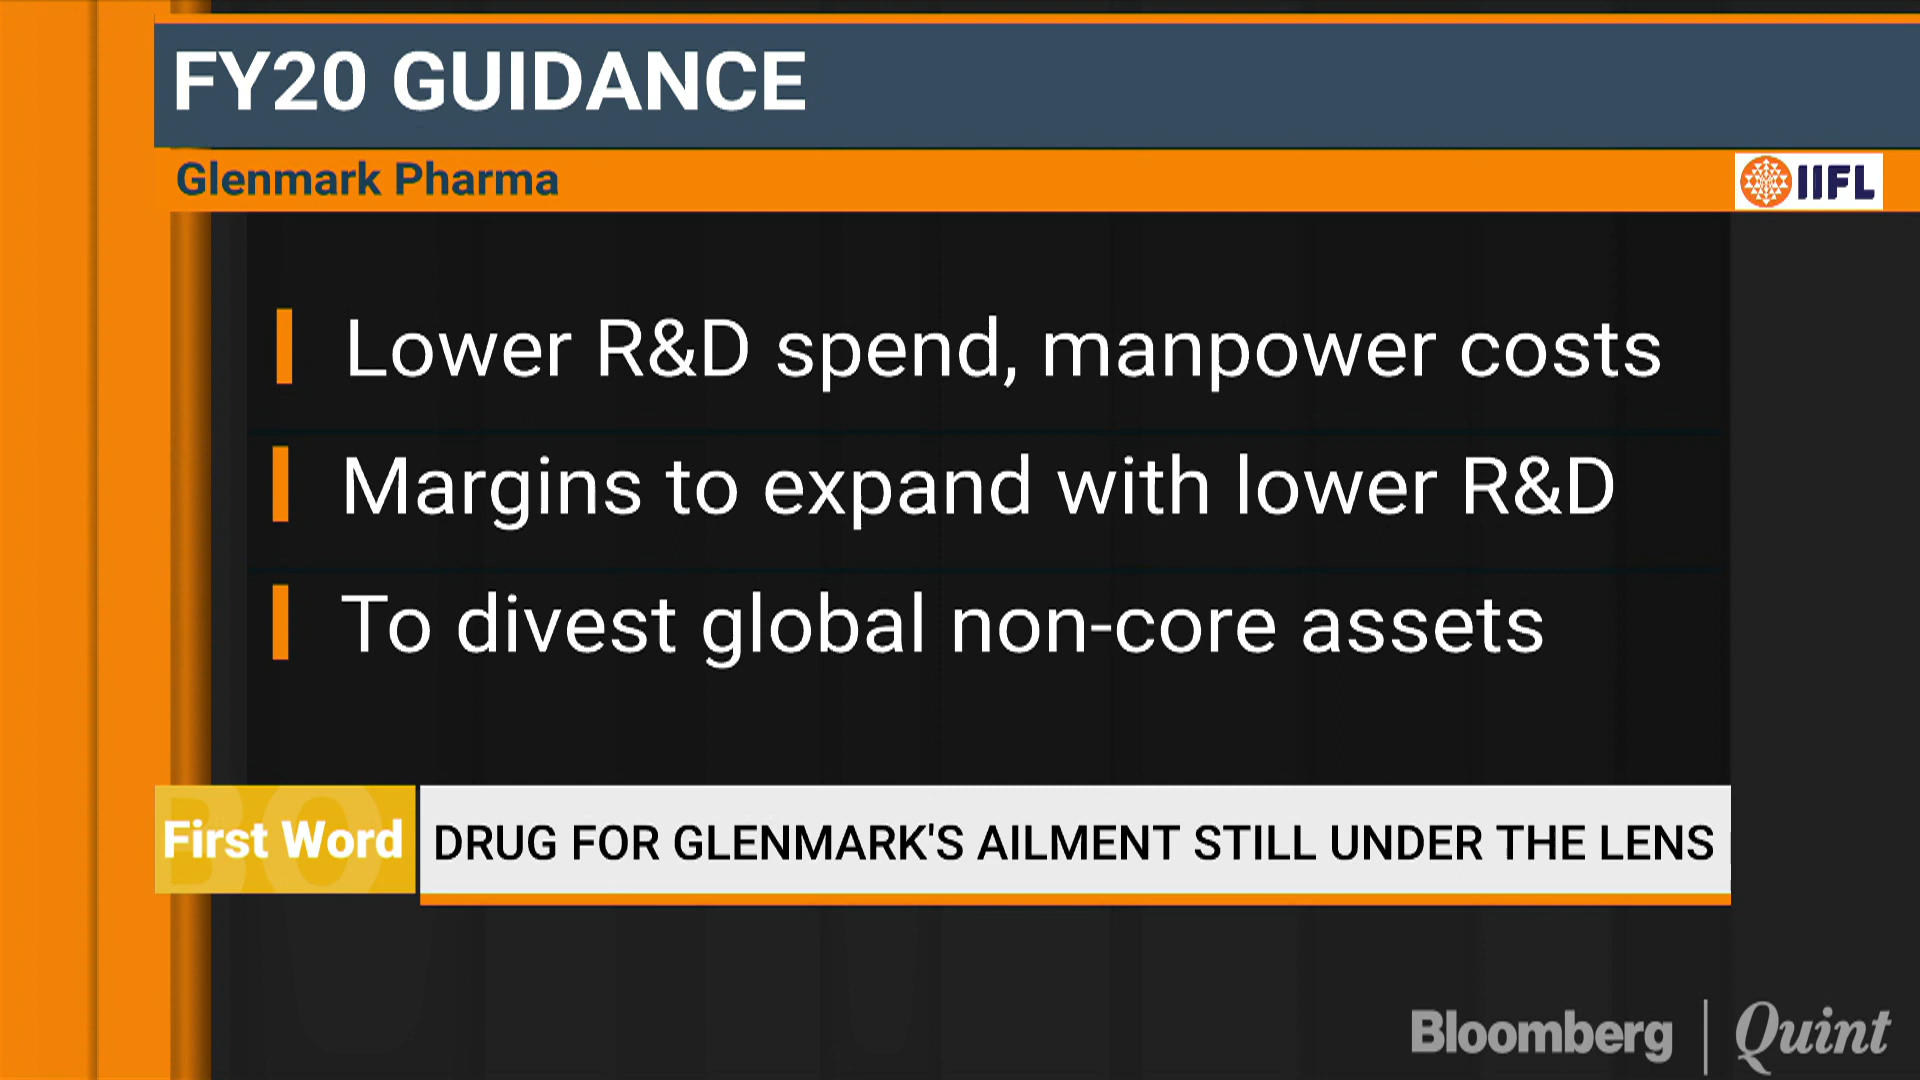 FY20 GUIDANCE
Glenmark Pharma
IIFL
Lower R&D spend, manpower costs
Margins to expand with lower R&D
To divest global non-core assets
First Word
DRUG FOR GLENMARK'S AILMENT STILL UNDER THE LENS
Bloomberg | Quint